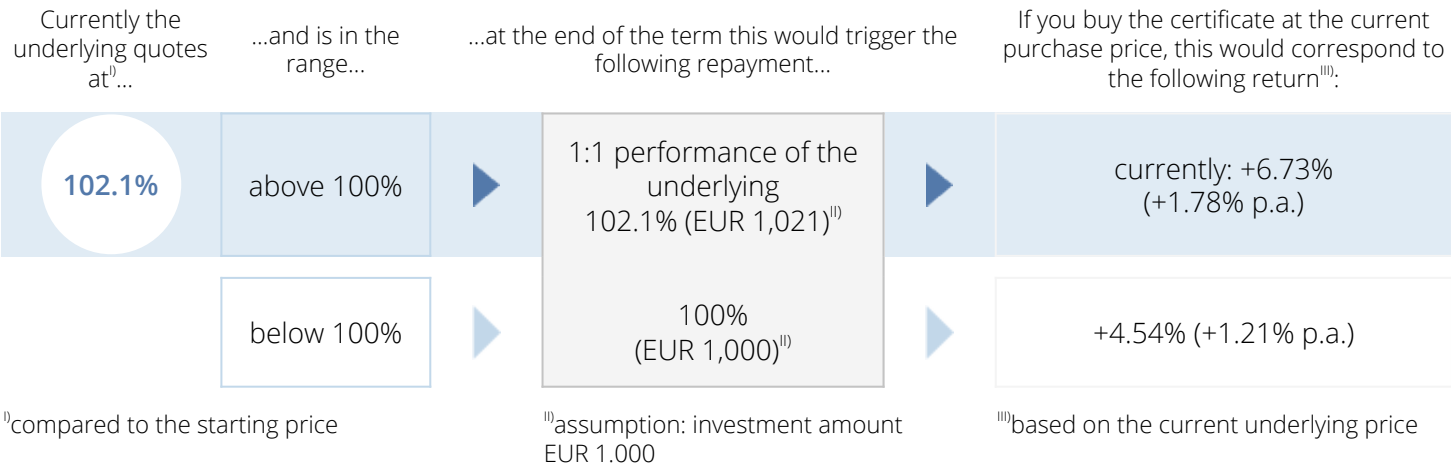 Currently the
underlying quotes
at^I)...
...and is in the
range...
...at the end of the term this would trigger the
following repayment...
If you buy the certificate at the current
purchase price, this would correspond to
the following return^III):
102.1%
above 100%
1:1 performance of the
underlying
102.1% (EUR 1,021)^II)
currently: +6.73%
(+1.78% p.a.)
below 100%
100%
(EUR 1,000)^II)
+4.54% (+1.21% p.a.)
^I)compared to the starting price
^II)assumption: investment amount
EUR 1.000
^III)based on the current underlying price